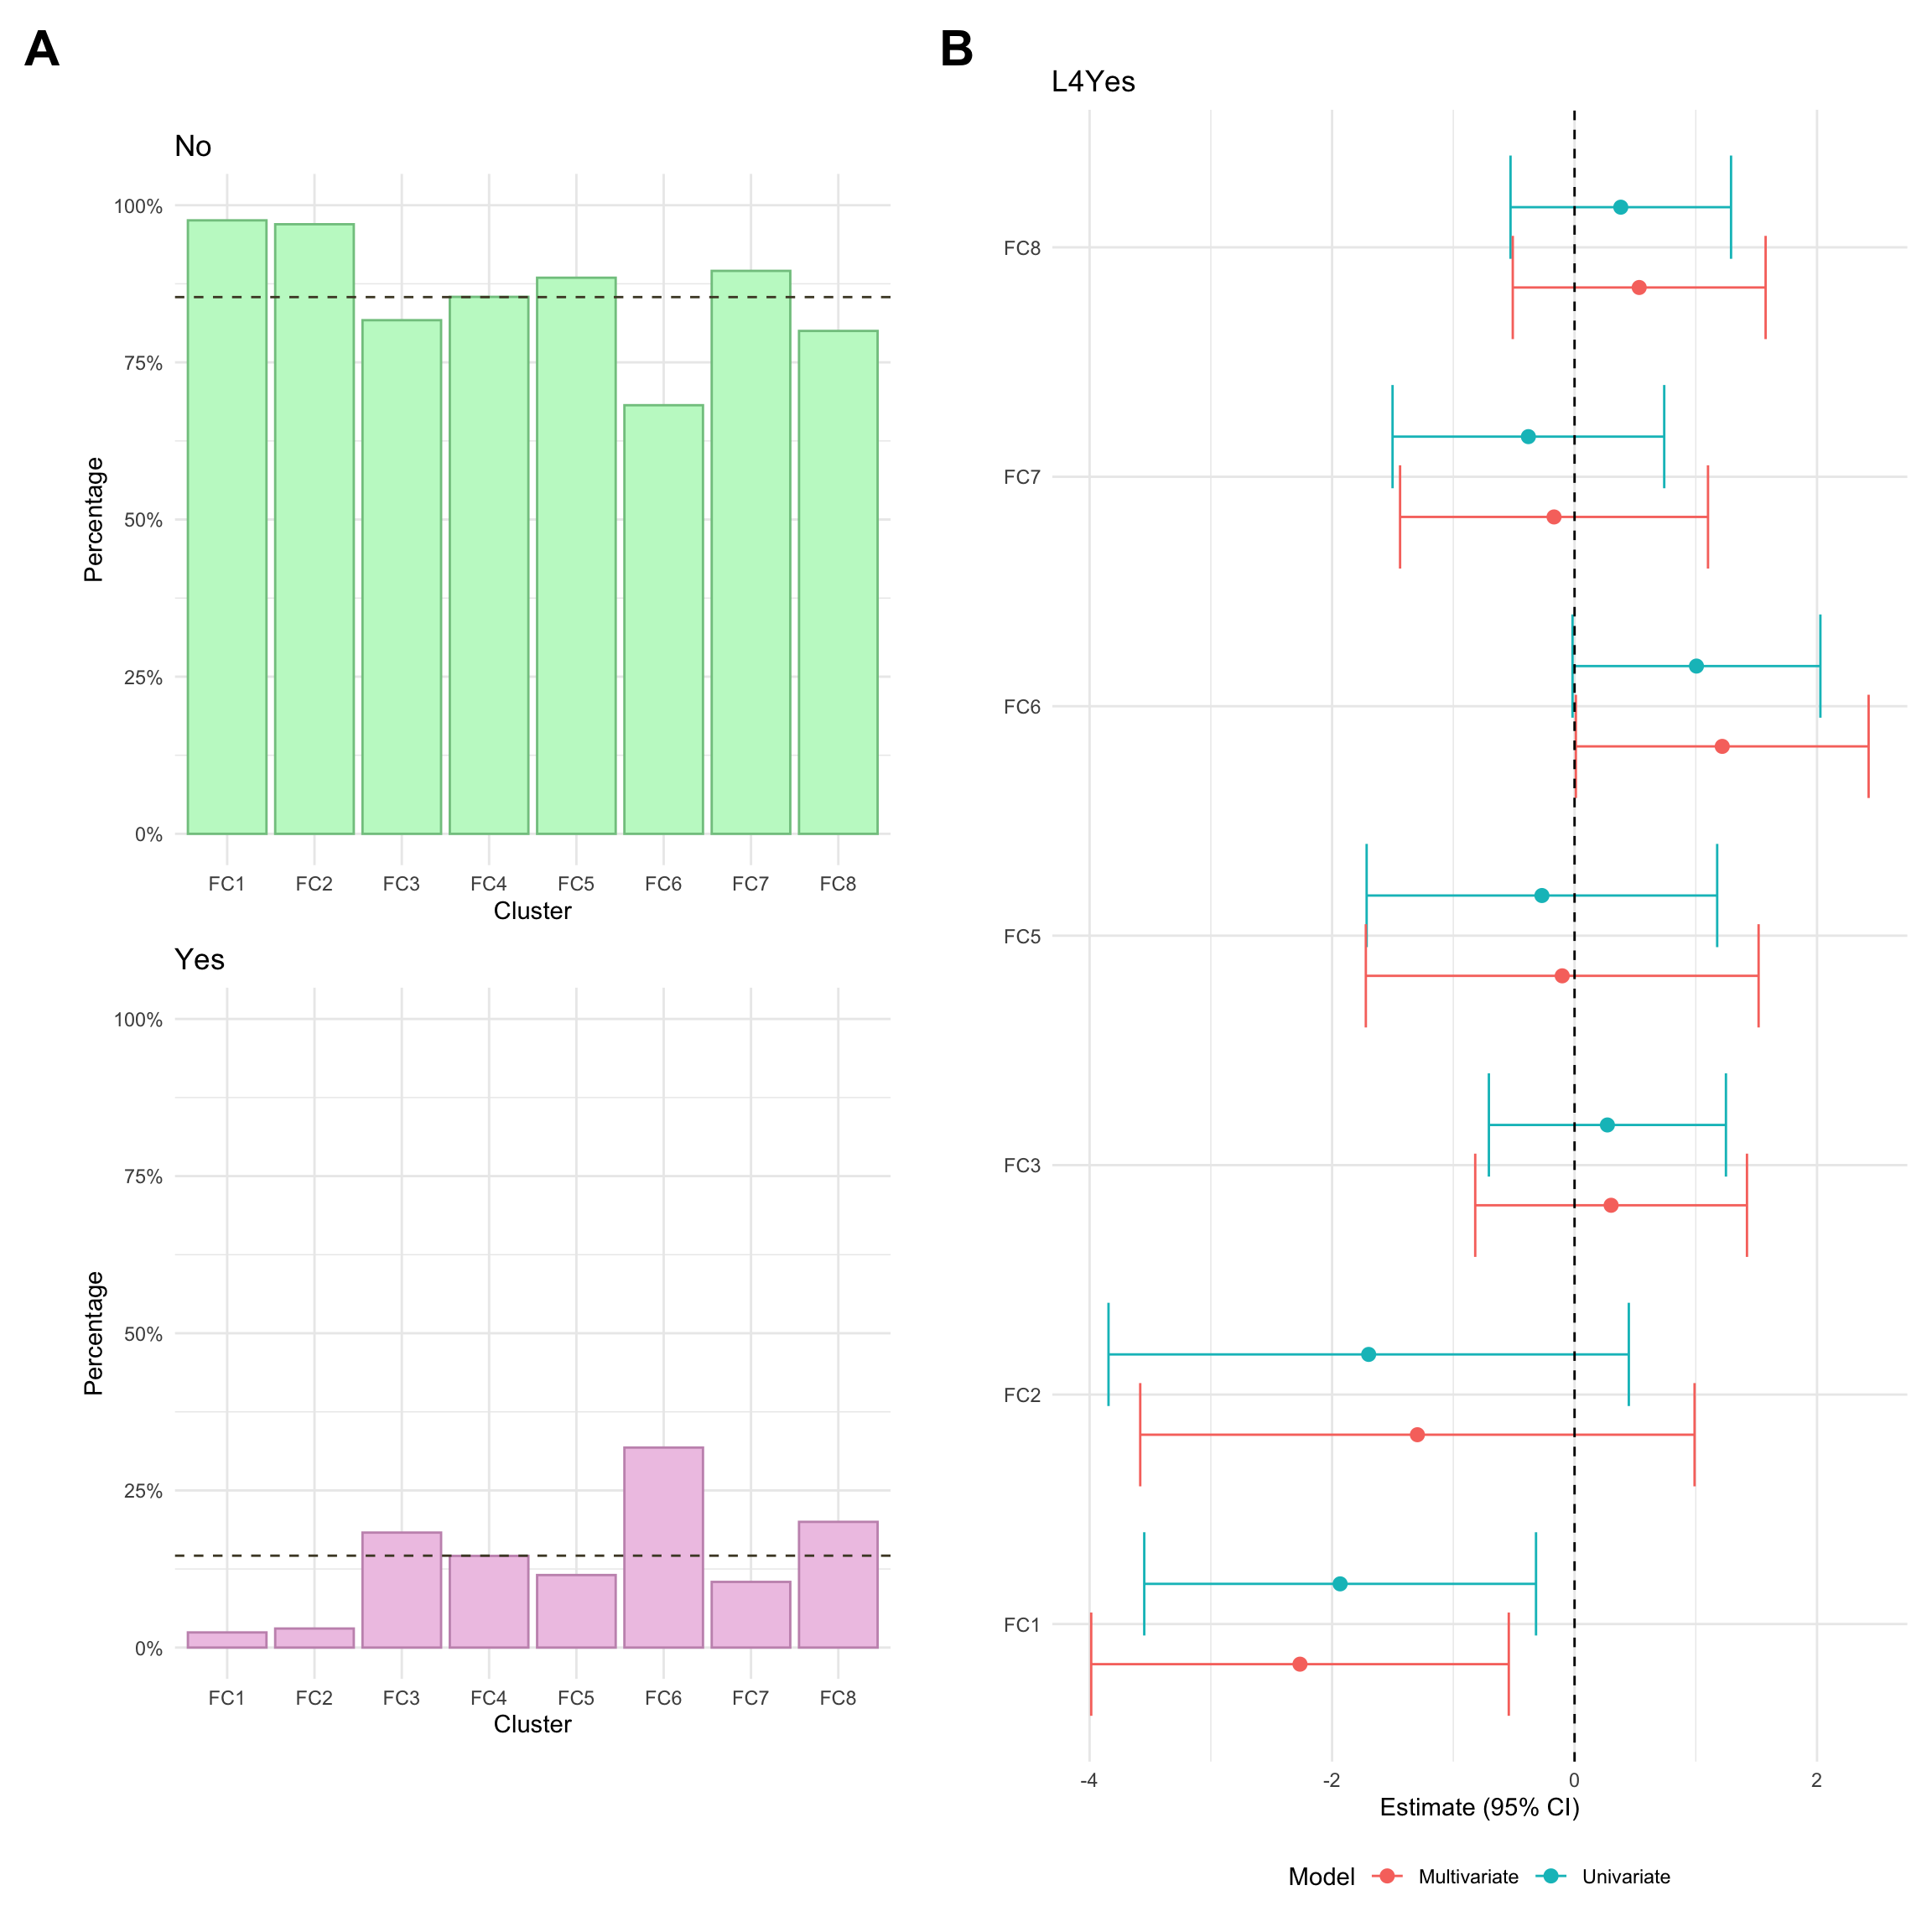 A
No
Percentage
100%
75%
50%
25%
0%
FC1 FC2 FC3 FC4 FC5 FC6 FC7 FC8
Cluster
Yes
Percentage
100%
75%
50%
25%
0%
FC1 FC2 FC3 FC4 FC5 FC6 FC7 FC8
Cluster
B
L4Yes
FC8
FC7
FC6
FC5
FC3
FC2
FC1
-4 -2 0 2
Estimate (95% CI)
Model Multivariate Univariate